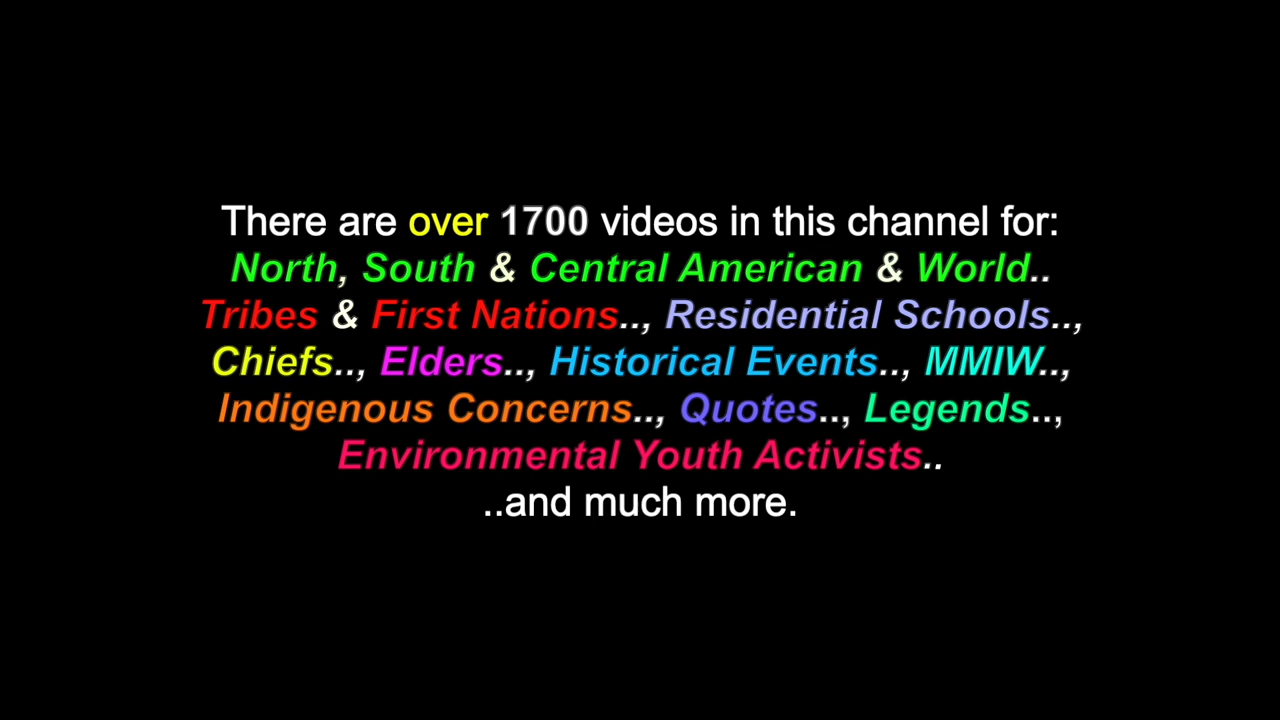 There are over 1700 videos in this channel for:
North, South & Central American & World..
Tribes & First Nations.., Residential Schools..,
Chiefs.., Elders.., Historical Events.., MMIW..,
Indigenous Concerns.., Quotes.., Legends..,
Environmental Youth Activists..
..and much more.